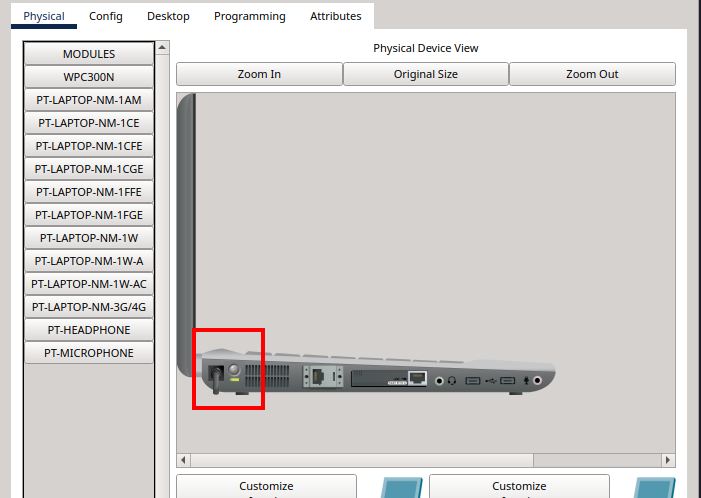 Physical Config Desktop Programming Attributes
MODULES
WPC300N
PT-LAPTOP-NM-1AM
PT-LAPTOP-NM-1CE
PT-LAPTOP-NM-1CFE
PT-LAPTOP-NM-1CGE
PT-LAPTOP-NM-1FFE
PT-LAPTOP-NM-1FGE
PT-LAPTOP-NM-1W
PT-LAPTOP-NM-1W-A
PT-LAPTOP-NM-1W-AC
PT-LAPTOP-NM-3G/4G
PT-HEADPHONE
PT-MICROPHONE
Physical Device View
Zoom In Original Size Zoom Out
Customize Customize